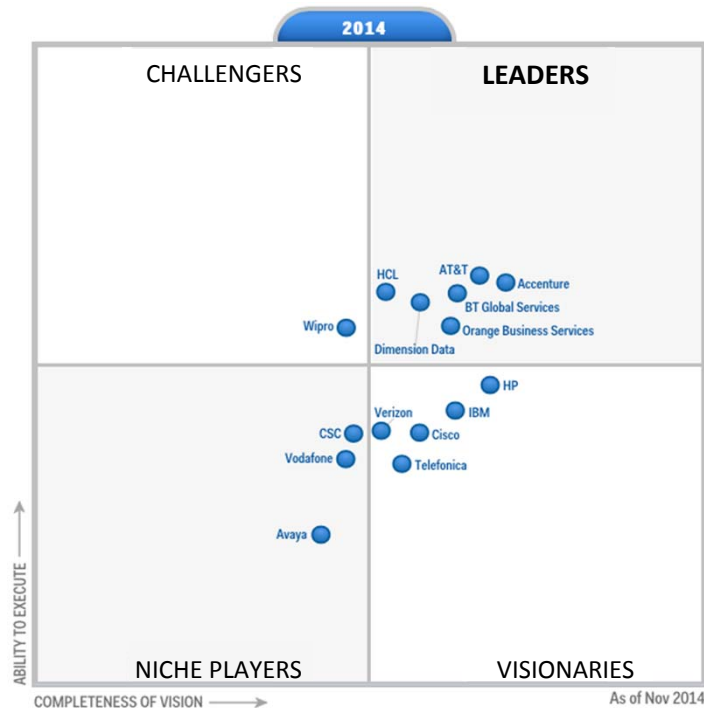 2014
CHALLENGERS
LEADERS
AT&T
HCL
Accenture
BT Global Services
Wipro
Orange Business Services
Dimension Data
HP
Verizon
IBM
CSC
Cisco
Vodafone
Telefonica
Avaya
ABILITY TO EXECUTE
NICHE PLAYERS
VISIONARIES
COMPLETENESS OF VISION
As of Nov 2014